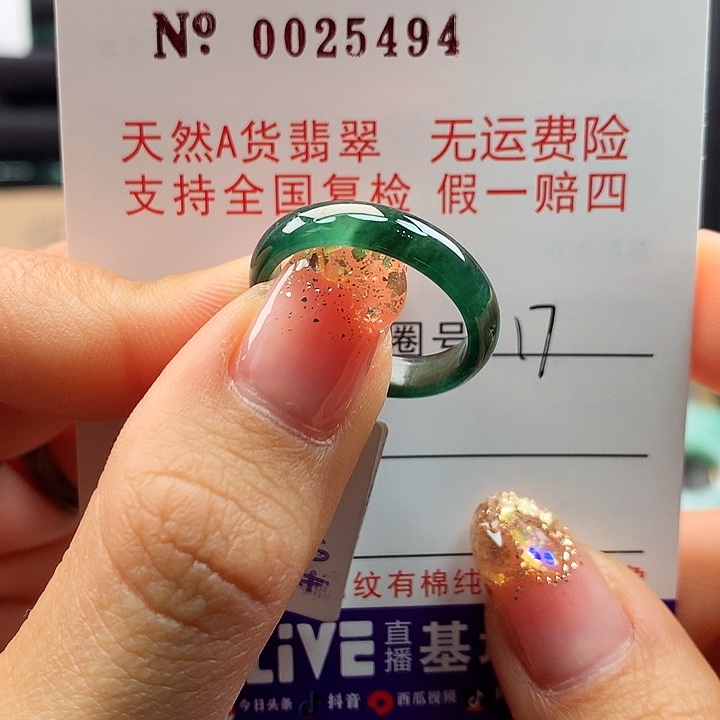 Nº 0025494
天然A货翡翠 无运费险
支持全国复检 假一赔四
圈号 17
纹有棉纯
LIVE 直播 基
今日头条 抖音 西瓜视频